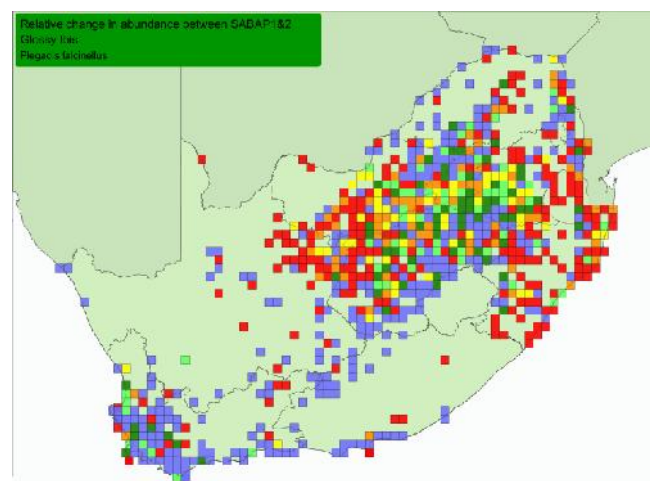 Relative change in abundance between SABAP1&2
Glossy Ibis
Plegadis falcinellus